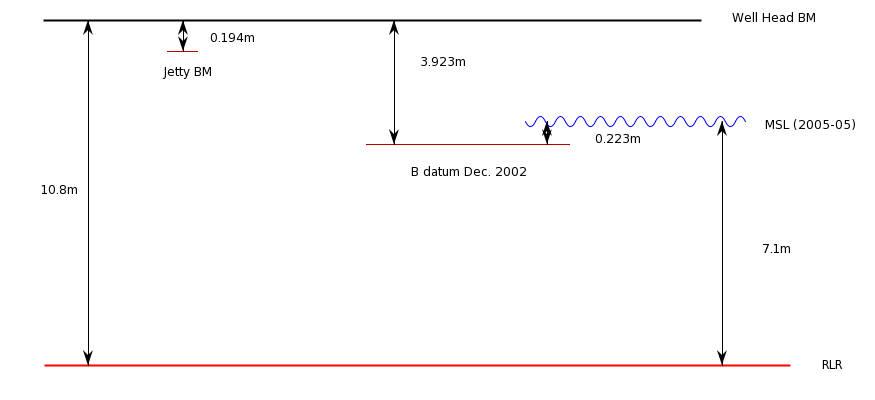 Well Head BM
0.194m
3.923m
Jetty BM
MSL (2005-05)
0.223m
B datum Dec. 2002
10.8m
7.1m
RLR